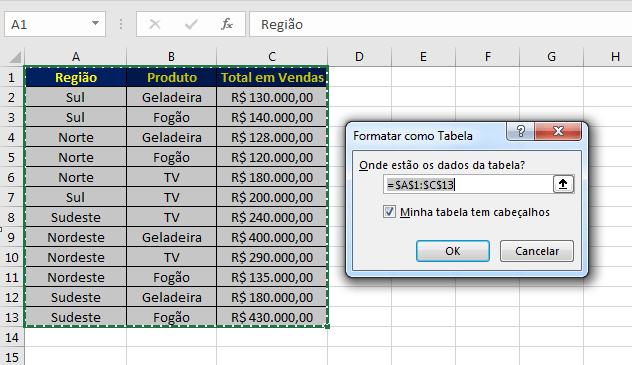 A1
fx
Região
A B C D E F G H
1 Região Produto Total em Vendas
2 Sul Geladeira R$ 130.000,00
3 Sul Fogão R$ 140.000,00
4 Norte Geladeira R$ 128.000,00
5 Norte Fogão R$ 120.000,00
6 Norte TV R$ 180.000,00
7 Sul TV R$ 200.000,00
8 Sudeste TV R$ 240.000,00
9 Nordeste Geladeira R$ 400.000,00
10 Nordeste TV R$ 290.000,00
11 Nordeste Fogão R$ 135.000,00
12 Sudeste Geladeira R$ 180.000,00
13 Sudeste Fogão R$ 430.000,00
14
15
Formatar como Tabela
?
Onde estão os dados da tabela?
=$A$1:$C$13
Minha tabela tem cabeçalhos
OK Cancelar